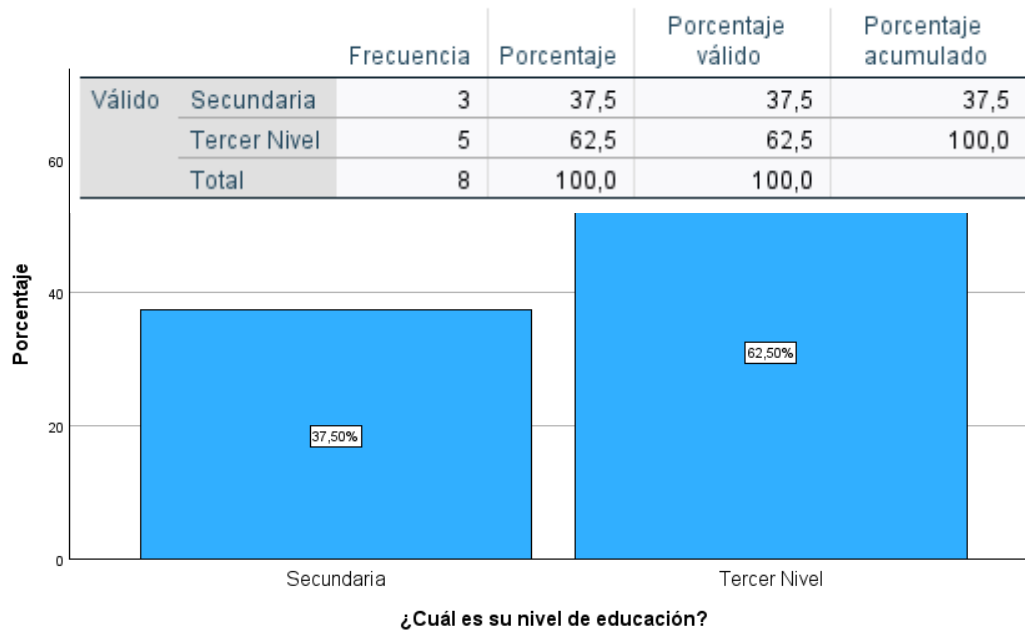 Frecuencia Porcentaje Porcentaje válido Porcentaje acumulado
Válido Secundaria 3 37,5 37,5 37,5
Tercer Nivel 5 62,5 62,5 100,0
Total 8 100,0 100,0
60
40
20
0
Porcentaje
37,50%
62,50%
Secundaria Tercer Nivel
¿Cuál es su nivel de educación?